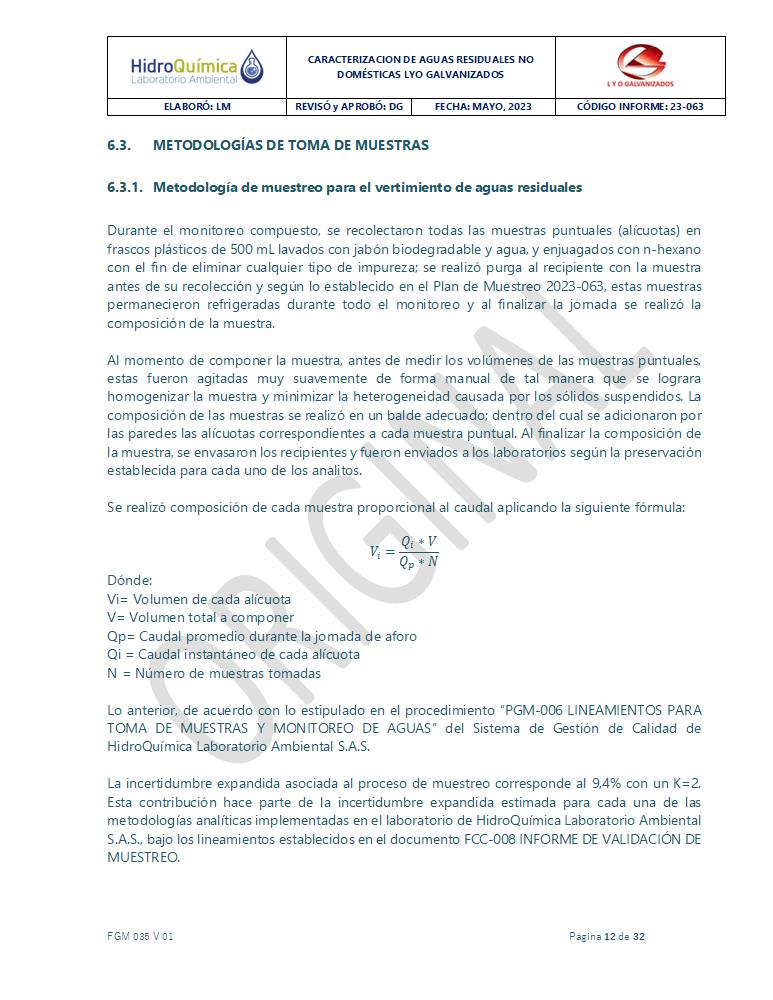 HidroQuímica
Laboratorio Ambiental
CARACTERIZACION DE AGUAS RESIDUALES NO
DOMÉSTICAS LYO GALVANIZADOS
L Y O GALVANIZADOS
ELABORÓ: LM
REVISÓ y APROBÓ: DG
FECHA: MAYO, 2023
CÓDIGO INFORME: 23-063
6.3. METODOLOGÍAS DE TOMA DE MUESTRAS
6.3.1. Metodología de muestreo para el vertimiento de aguas residuales
Durante el monitoreo compuesto, se recolectaron todas las muestras puntuales (alícuotas) en
frascos plásticos de 500 mL lavados con jabón biodegradable y agua, y enjuagados con n-hexano
con el fin de eliminar cualquier tipo de impureza; se realizó purga al recipiente con la muestra
antes de su recolección y según lo establecido en el Plan de Muestreo 2023-063, estas muestras
permanecieron refrigeradas durante todo el monitoreo y al finalizar la jornada se realizó la
composición de la muestra.
Al momento de componer la muestra, antes de medir los volúmenes de las muestras puntuales,
estas fueron agitadas muy suavemente de forma manual de tal manera que se lograra
homogenizar la muestra y minimizar la heterogeneidad causada por los sólidos suspendidos. La
composición de las muestras se realizó en un balde adecuado; dentro del cual se adicionaron por
las paredes las alícuotas correspondientes a cada muestra puntual. Al finalizar la composición de
la muestra, se envasaron los recipientes y fueron enviados a los laboratorios según la preservación
establecida para cada uno de los analitos.
Se realizó composición de cada muestra proporcional al caudal aplicando la siguiente fórmula:
Vi = Qi * V / Qp * N
Dónde:
Vi= Volumen de cada alícuota
V= Volumen total a componer
Qp= Caudal promedio durante la jornada de aforo
Qi = Caudal instantáneo de cada alícuota
N = Número de muestras tomadas
Lo anterior, de acuerdo con lo estipulado en el procedimiento “PGM-006 LINEAMIENTOS PARA
TOMA DE MUESTRAS Y MONITOREO DE AGUAS” del Sistema de Gestión de Calidad de
HidroQuímica Laboratorio Ambiental S.A.S.
La incertidumbre expandida asociada al proceso de muestreo corresponde al 9,4% con un K=2.
Esta contribución hace parte de la incertidumbre expandida estimada para cada una de las
metodologías analíticas implementadas en el laboratorio de HidroQuímica Laboratorio Ambiental
S.A.S., bajo los lineamientos establecidos en el documento FCC-008 INFORME DE VALIDACIÓN DE
MUESTREO.
ORIGINAL
FGM 035 V 01
Página 12 de 32